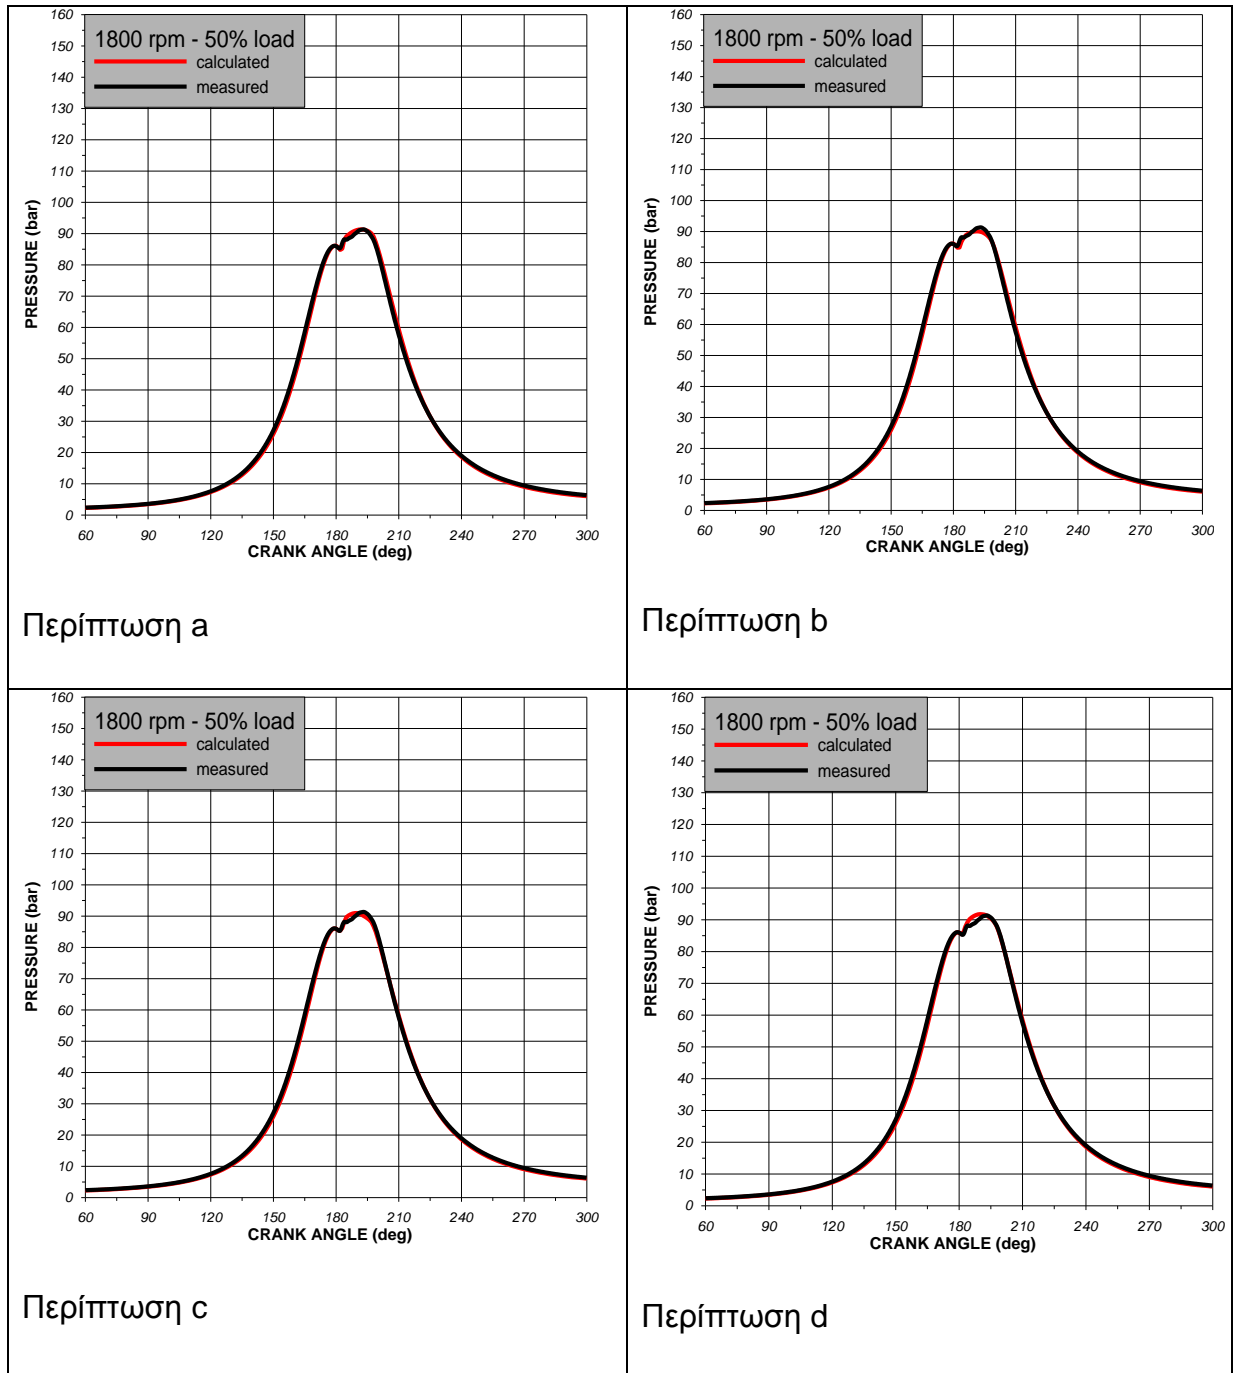 1800 rpm - 50% load
calculated
measured
160
150
140
130
120
110
100
90
80
70
60
50
40
30
20
10
0
PRESSURE (bar)
60 90 120 150 180 210 240 270 300
CRANK ANGLE (deg)
Περίπτωση a
1800 rpm - 50% load
calculated
measured
160
150
140
130
120
110
100
90
80
70
60
50
40
30
20
10
0
PRESSURE (bar)
60 90 120 150 180 210 240 270 300
CRANK ANGLE (deg)
Περίπτωση b
1800 rpm - 50% load
calculated
measured
160
150
140
130
120
110
100
90
80
70
60
50
40
30
20
10
0
PRESSURE (bar)
60 90 120 150 180 210 240 270 300
CRANK ANGLE (deg)
Περίπτωση c
1800 rpm - 50% load
calculated
measured
160
150
140
130
120
110
100
90
80
70
60
50
40
30
20
10
0
PRESSURE (bar)
60 90 120 150 180 210 240 270 300
CRANK ANGLE (deg)
Περίπτωση d